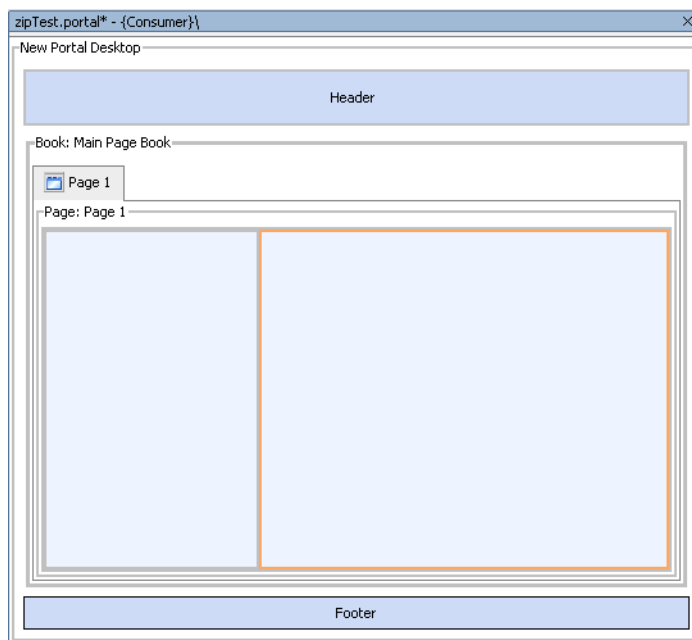 zipTest.portal* - {Consumer}\
New Portal Desktop
Header
Book: Main Page Book
Page 1
Page: Page 1
Footer